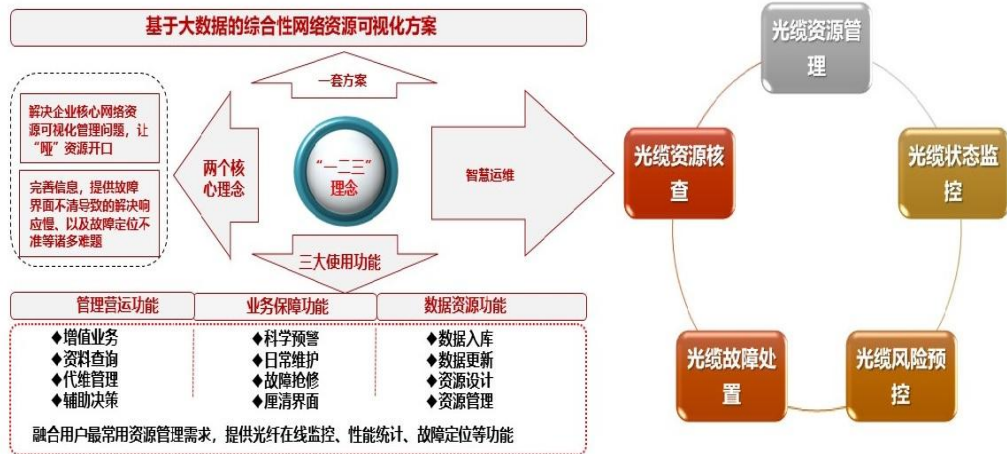 基于大数据的综合性网络资源可视化方案
一套方案
解决企业核心网络资
源可视化管理问题，让
“哑”资源开口
完善信息，提供故障
界面不清导致的解决响
应慢、以及故障定位不
准等诸多难题
两个核
心理念
“一二三”
理念
智慧运维
三大使用功能
管理营运功能
◆增值业务
◆资料查询
◆代维管理
◆辅助决策
业务保障功能
◆科学预警
◆日常维护
◆故障抢修
◆厘清界面
数据资源功能
◆数据入库
◆数据更新
◆资源设计
◆资源管理
融合用户最常用资源管理需求，提供光纤在线监控、性能统计、故障定位等功能
光缆资源管
理
光缆状态监
控
光缆风险预
控
光缆故障处
置
光缆资源核
查